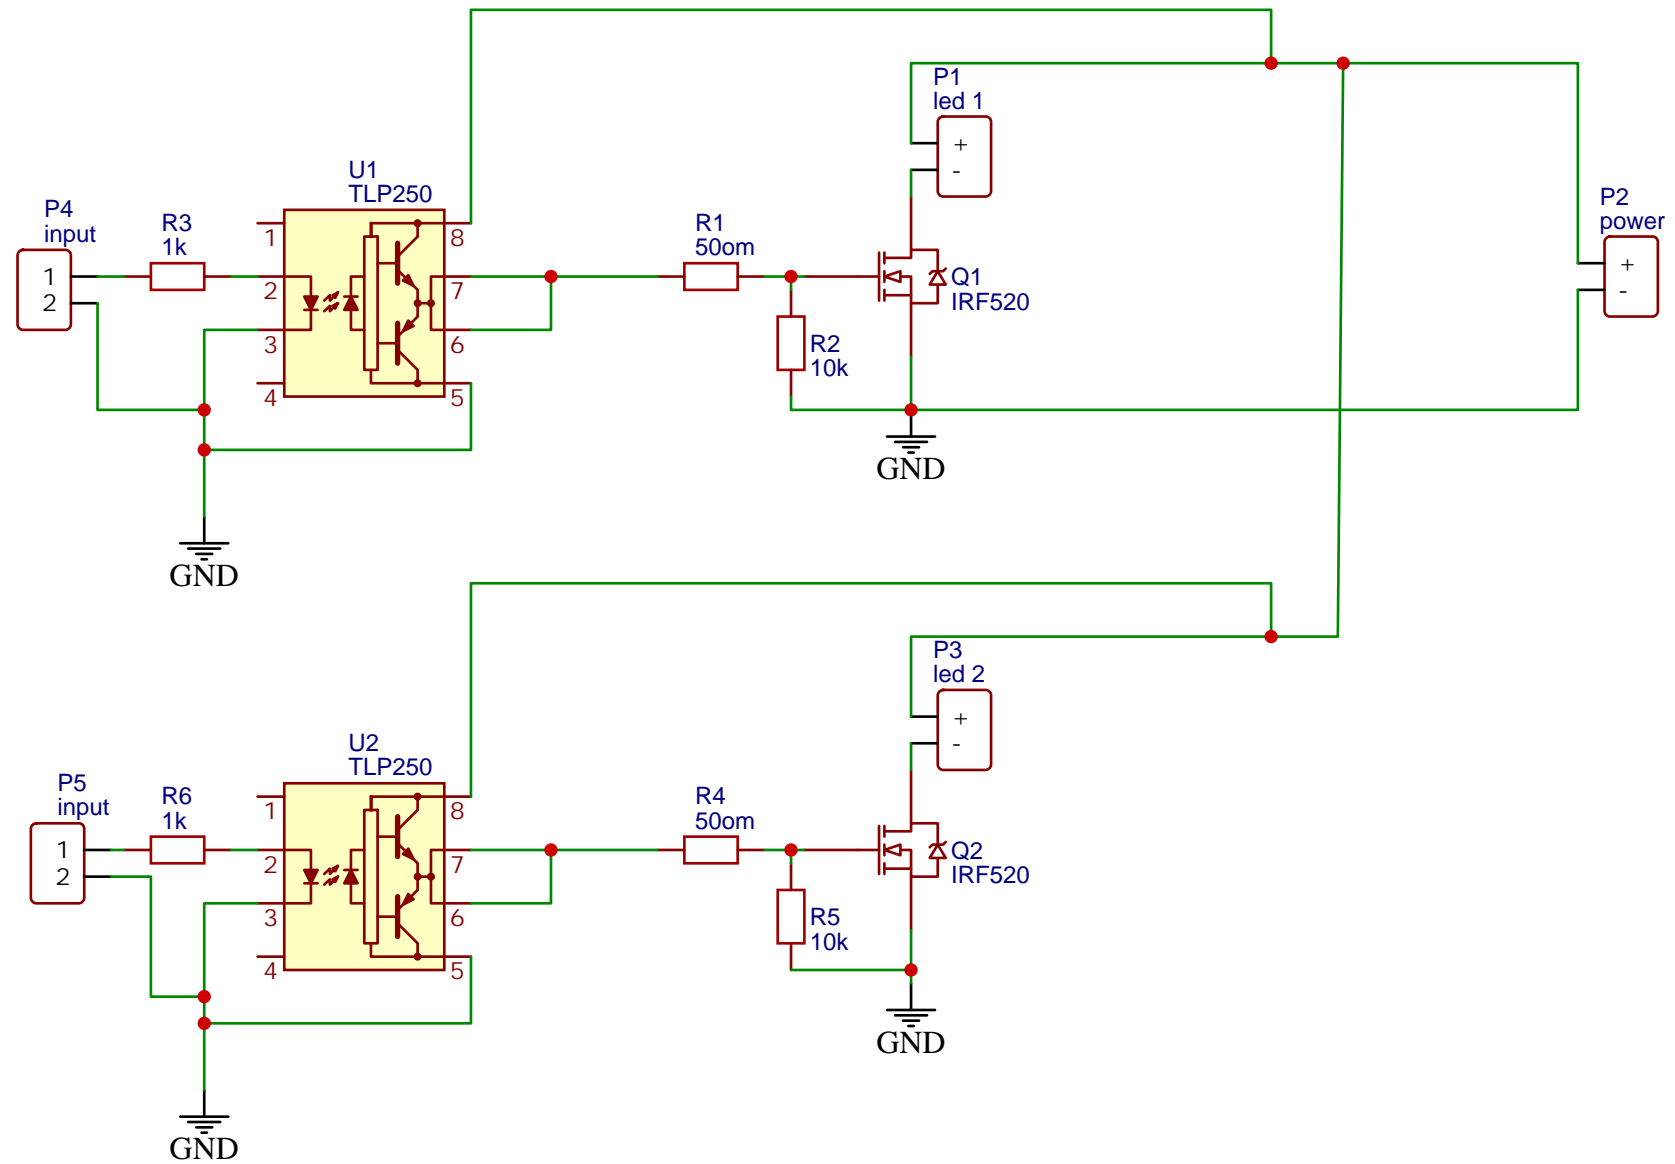 P1
led 1
+
-
U1
TLP250
P4
input
1
2
R3
1k
1
2
3
4
8
7
6
5
R1
50om
R2
10k
Q1
IRF520
P2
power
+
-
GND
GND
P3
led 2
+
-
U2
TLP250
P5
input
1
2
R6
1k
1
2
3
4
8
7
6
5
R4
50om
R5
10k
Q2
IRF520
GND
GND